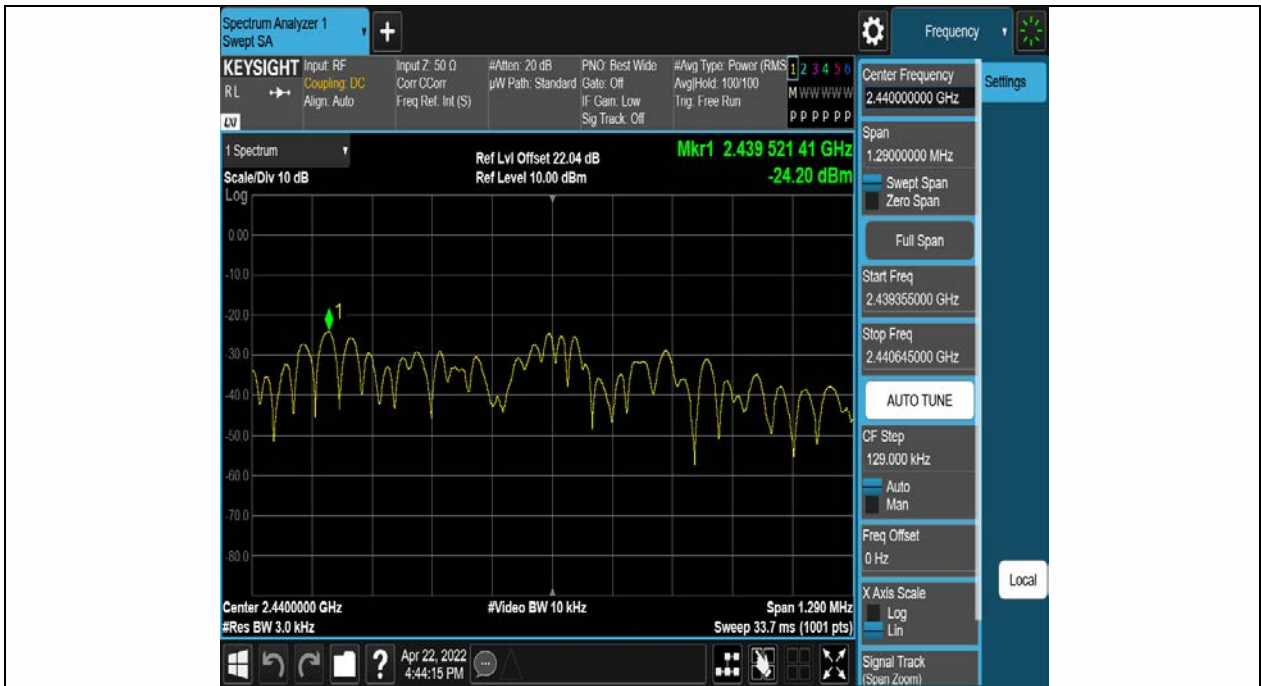 Spectrum Analyzer 1
Swept SA
+
Frequency
KEYSIGHT
RL
LXI
Input: RF
Coupling: DC
Align: Auto
Input Z: 50 Ω
Corr CCorr
Freq Ref: Int (S)
#Atten: 20 dB
µW Path: Standard
PNO: Best Wide
Gate: Off
IF Gain: Low
Sig Track: Off
#Avg Type: Power (RMS
Avg|Hold: 100/100
Trig: Free Run
1 2 3 4 5 6
M W W W W W
P P P P P P
1 Spectrum
Scale/Div 10 dB
Log
Ref Lvl Offset 22.04 dB
Ref Level 10.00 dBm
Mkr1 2.439 521 41 GHz
-24.20 dBm
0.00
-10.0
-20.0
-30.0
-40.0
-50.0
-60.0
-70.0
-80.0
1
Center 2.4400000 GHz
#Res BW 3.0 kHz
#Video BW 10 kHz
Span 1.290 MHz
Sweep 33.7 ms (1001 pts)
Center Frequency
2.440000000 GHz
Settings
Span
1.29000000 MHz
Swept Span
Zero Span
Full Span
Start Freq
2.439355000 GHz
Stop Freq
2.440645000 GHz
AUTO TUNE
CF Step
129.000 kHz
Auto
Man
Freq Offset
0 Hz
X Axis Scale
Log
Lin
Local
Signal Track
(Span Zoom)
?
Apr 22, 2022
4:44:15 PM